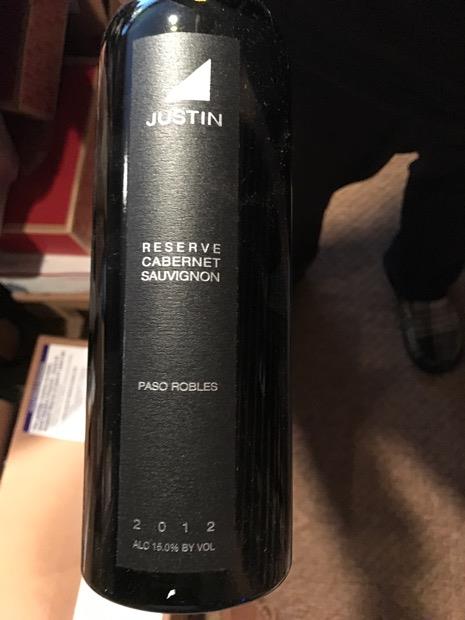 JUSTIN
RESERVE
CABERNET
SAUVIGNON
PASO ROBLES
2012
ALC 15.0% BY VOL